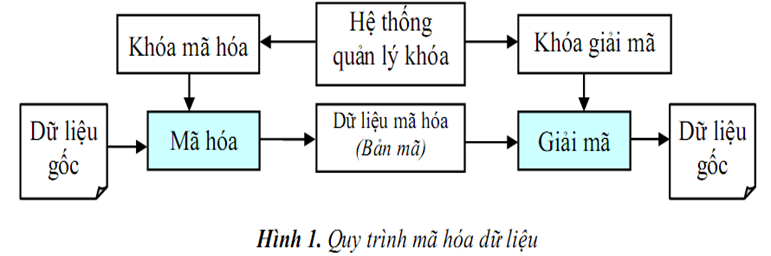 Khóa mã hóa
Hệ thống
quản lý khóa
Khóa giải mã
Dữ liệu
gốc
Mã hóa
Dữ liệu mã hóa
(Bản mã)
Giải mã
Dữ liệu
gốc
Hình 1. Quy trình mã hóa dữ liệu